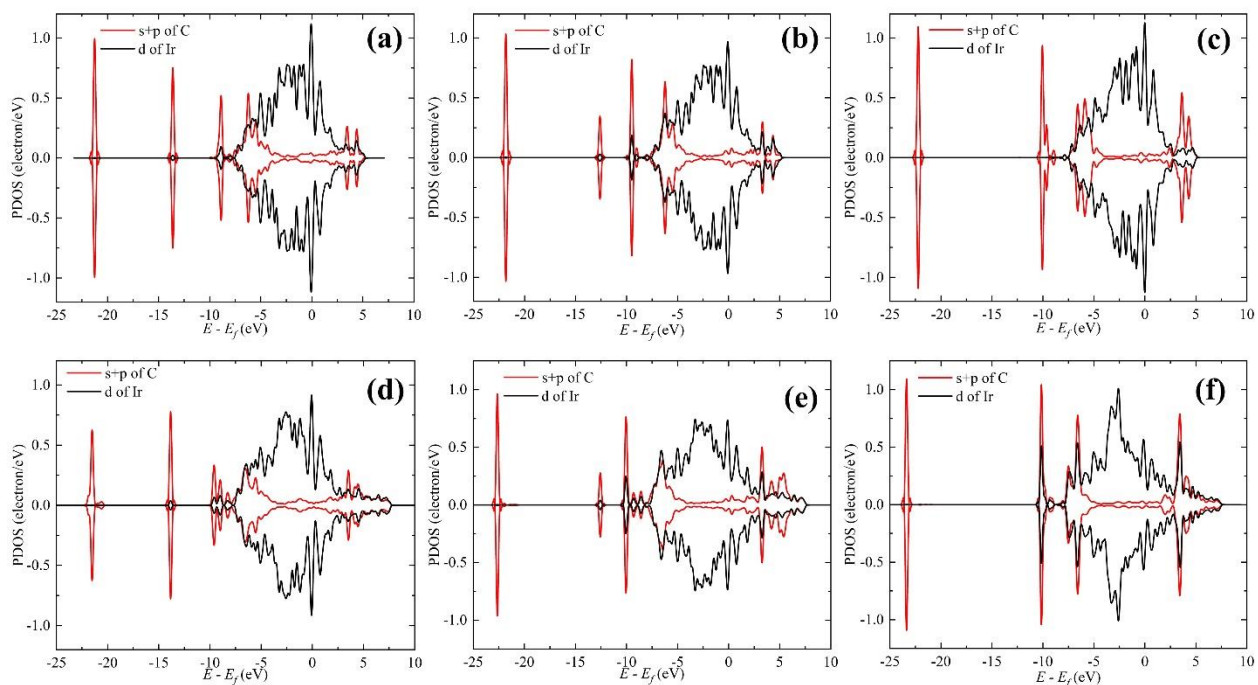 (a)
s+p of C
d of Ir
PDOS (electron/eV)
1.0
0.5
0.0
-0.5
-1.0
-25 -20 -15 -10 -5 0 5 10
E - Ef (eV)
(b)
s+p of C
d of Ir
PDOS (electron/eV)
1.0
0.5
0.0
-0.5
-1.0
-25 -20 -15 -10 -5 0 5 10
E - Ef (eV)
(c)
s+p of C
d of Ir
PDOS (electron/eV)
1.0
0.5
0.0
-0.5
-1.0
-25 -20 -15 -10 -5 0 5 10
E - Ef (eV)
(d)
s+p of C
d of Ir
PDOS (electron/eV)
1.0
0.5
0.0
-0.5
-1.0
-25 -20 -15 -10 -5 0 5 10
E - Ef (eV)
(e)
s+p of C
d of Ir
PDOS (electron/eV)
1.0
0.5
0.0
-0.5
-1.0
-25 -20 -15 -10 -5 0 5 10
E - Ef (eV)
(f)
s+p of C
d of Ir
PDOS (electron/eV)
1.0
0.5
0.0
-0.5
-1.0
-25 -20 -15 -10 -5 0 5 10
E - Ef (eV)